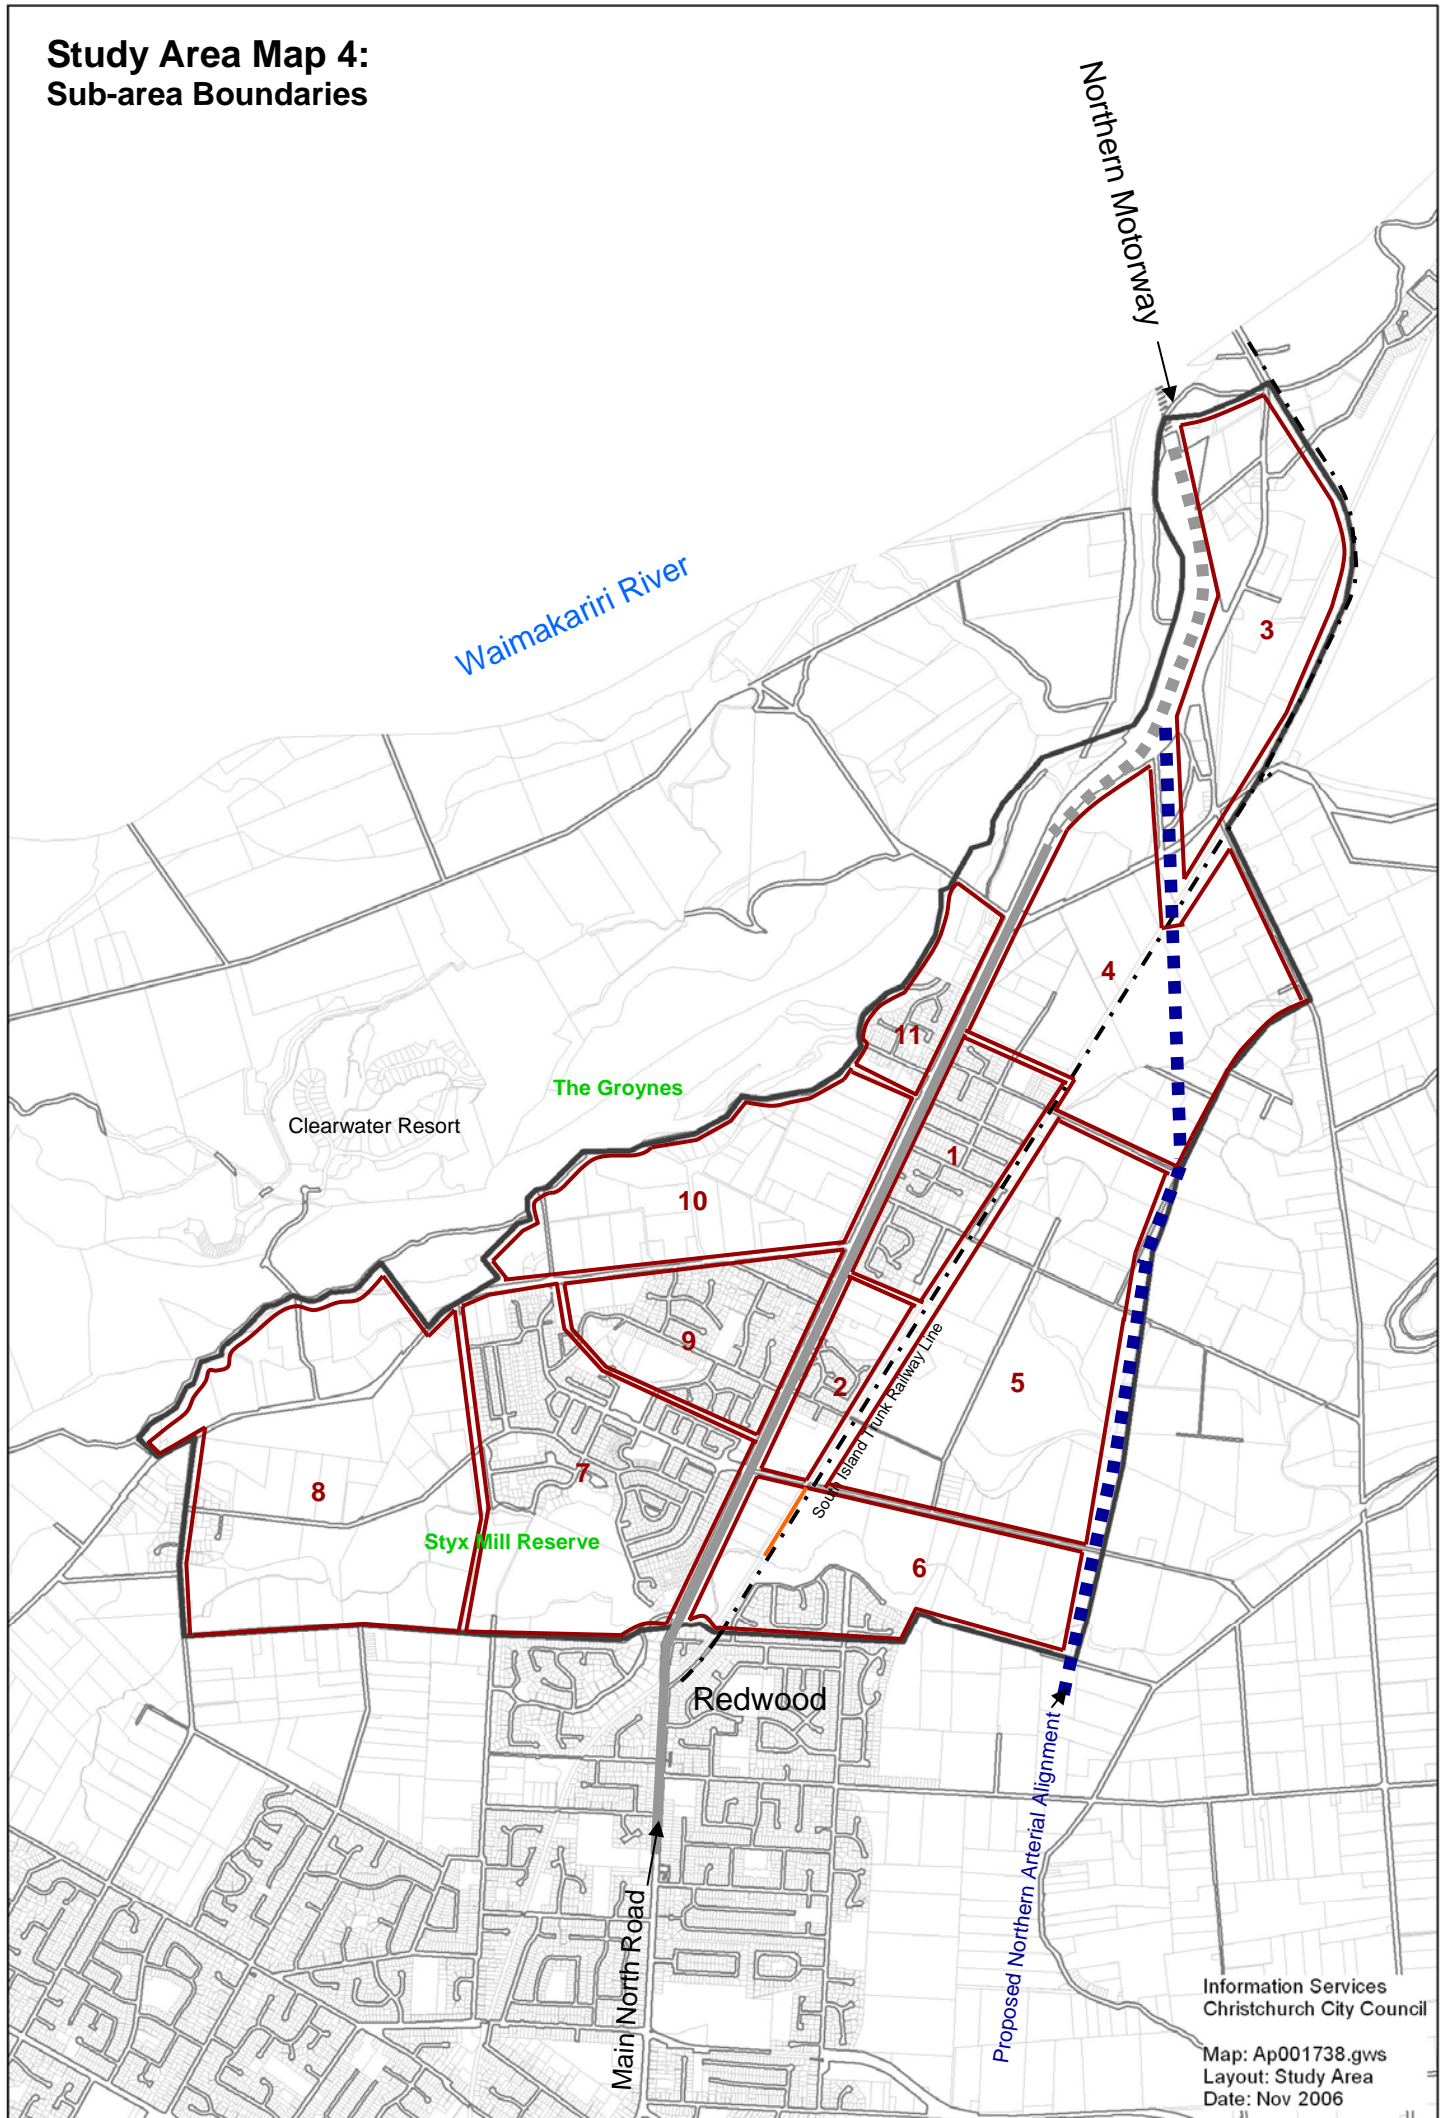 Study Area Map 4:
Sub-area Boundaries
Northern Motorway
Waimakariri River
3
4
11
The Groynes
Clearwater Resort
1
10
9
2
5
South Island Trunk Railway Line
7
8
Styx Mill Reserve
6
Redwood
Proposed Northern Arterial Alignment
Main North Road
Information Services
Christchurch City Council
Map: Ap001738.gws
Layout: Study Area
Date: Nov 2006